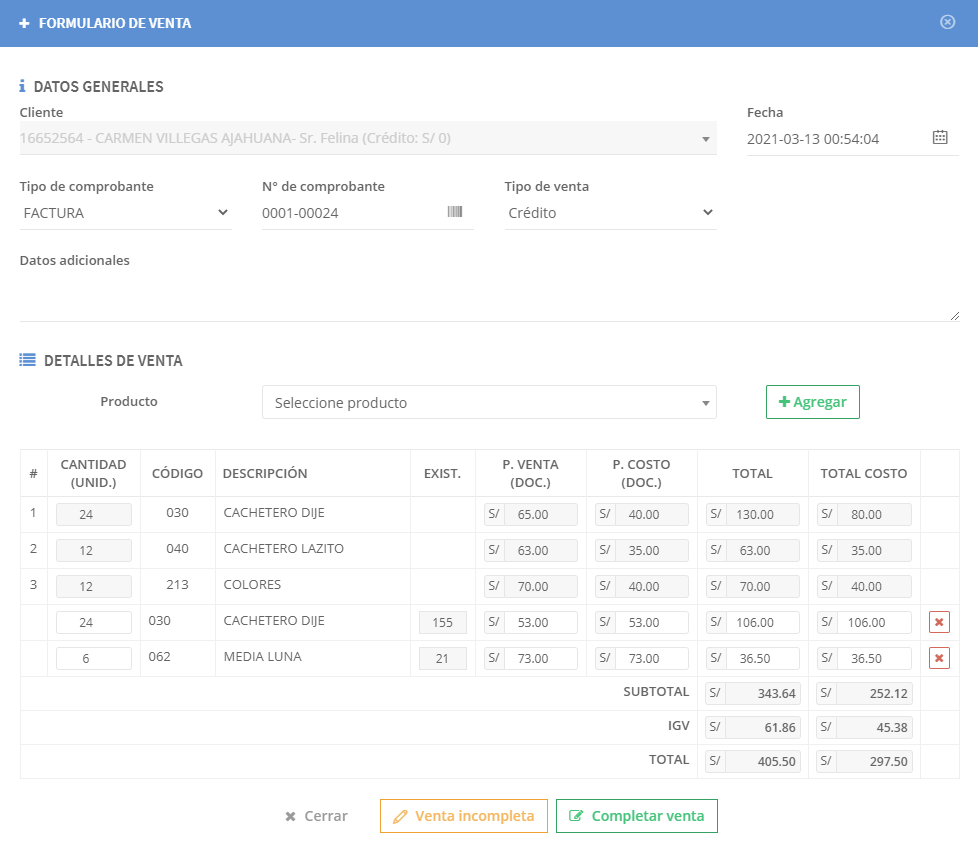 FORMULARIO DE VENTA
DATOS GENERALES
Cliente Fecha
16652564 - CARMEN VILLEGAS AJAHUANA- Sr. Felina (Crédito: S/ 0) 2021-03-13 00:54:04
Tipo de comprobante N° de comprobante Tipo de venta
FACTURA 0001-00024 Crédito
Datos adicionales
DETALLES DE VENTA
Producto Seleccione producto Agregar
# CANTIDAD (UNID.) CÓDIGO DESCRIPCIÓN EXIST. P. VENTA (DOC.) P. COSTO (DOC.) TOTAL TOTAL COSTO
1 24 030 CACHETERO DIJE S/ 65.00 S/ 40.00 S/ 130.00 S/ 80.00
2 12 040 CACHETERO LAZITO S/ 63.00 S/ 35.00 S/ 63.00 S/ 35.00
3 12 213 COLORES S/ 70.00 S/ 40.00 S/ 70.00 S/ 40.00
24 030 CACHETERO DIJE 155 S/ 53.00 S/ 53.00 S/ 106.00 S/ 106.00
6 062 MEDIA LUNA 21 S/ 73.00 S/ 73.00 S/ 36.50 S/ 36.50
SUBTOTAL S/ 343.64 S/ 252.12
IGV S/ 61.86 S/ 45.38
TOTAL S/ 405.50 S/ 297.50
Cerrar Venta incompleta Completar venta